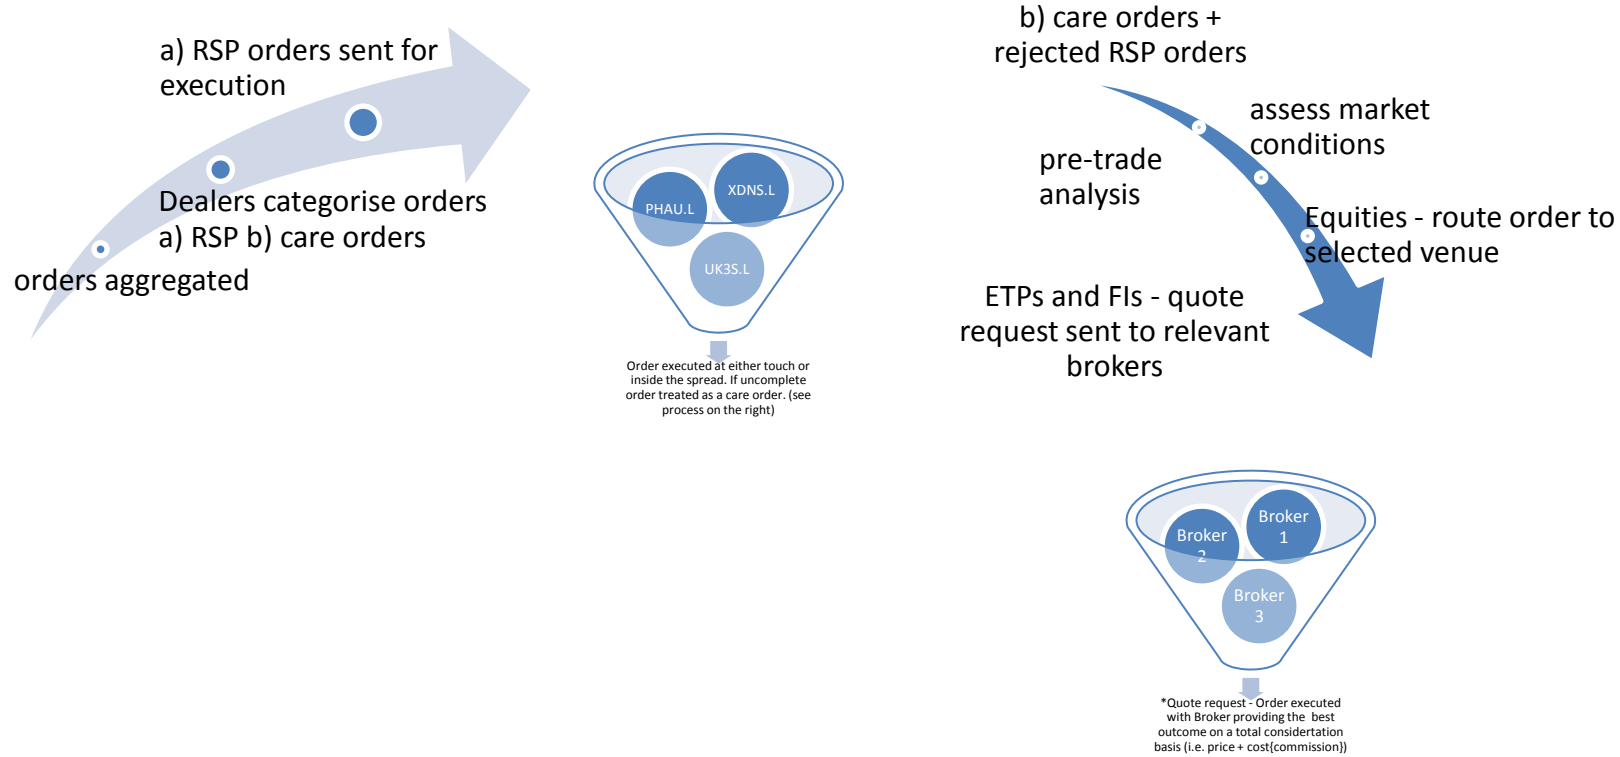 a) RSP orders sent for
execution
Dealers categorise orders
a) RSP b) care orders
orders aggregated
PHAU.L
XDNS.L
UK3S.L
Order executed at either touch or
inside the spread. If uncomplete
order treated as a care order. (see
process on the right)
b) care orders +
rejected RSP orders
assess market
conditions
pre-trade
analysis
Equities - route order to
selected venue
ETPs and FIs - quote
request sent to relevant
brokers
Broker
1
Broker
2
Broker
3
*Quote request - Order executed
with Broker providing the  best
outcome on a total considertation
basis (i.e. price + cost{commission})